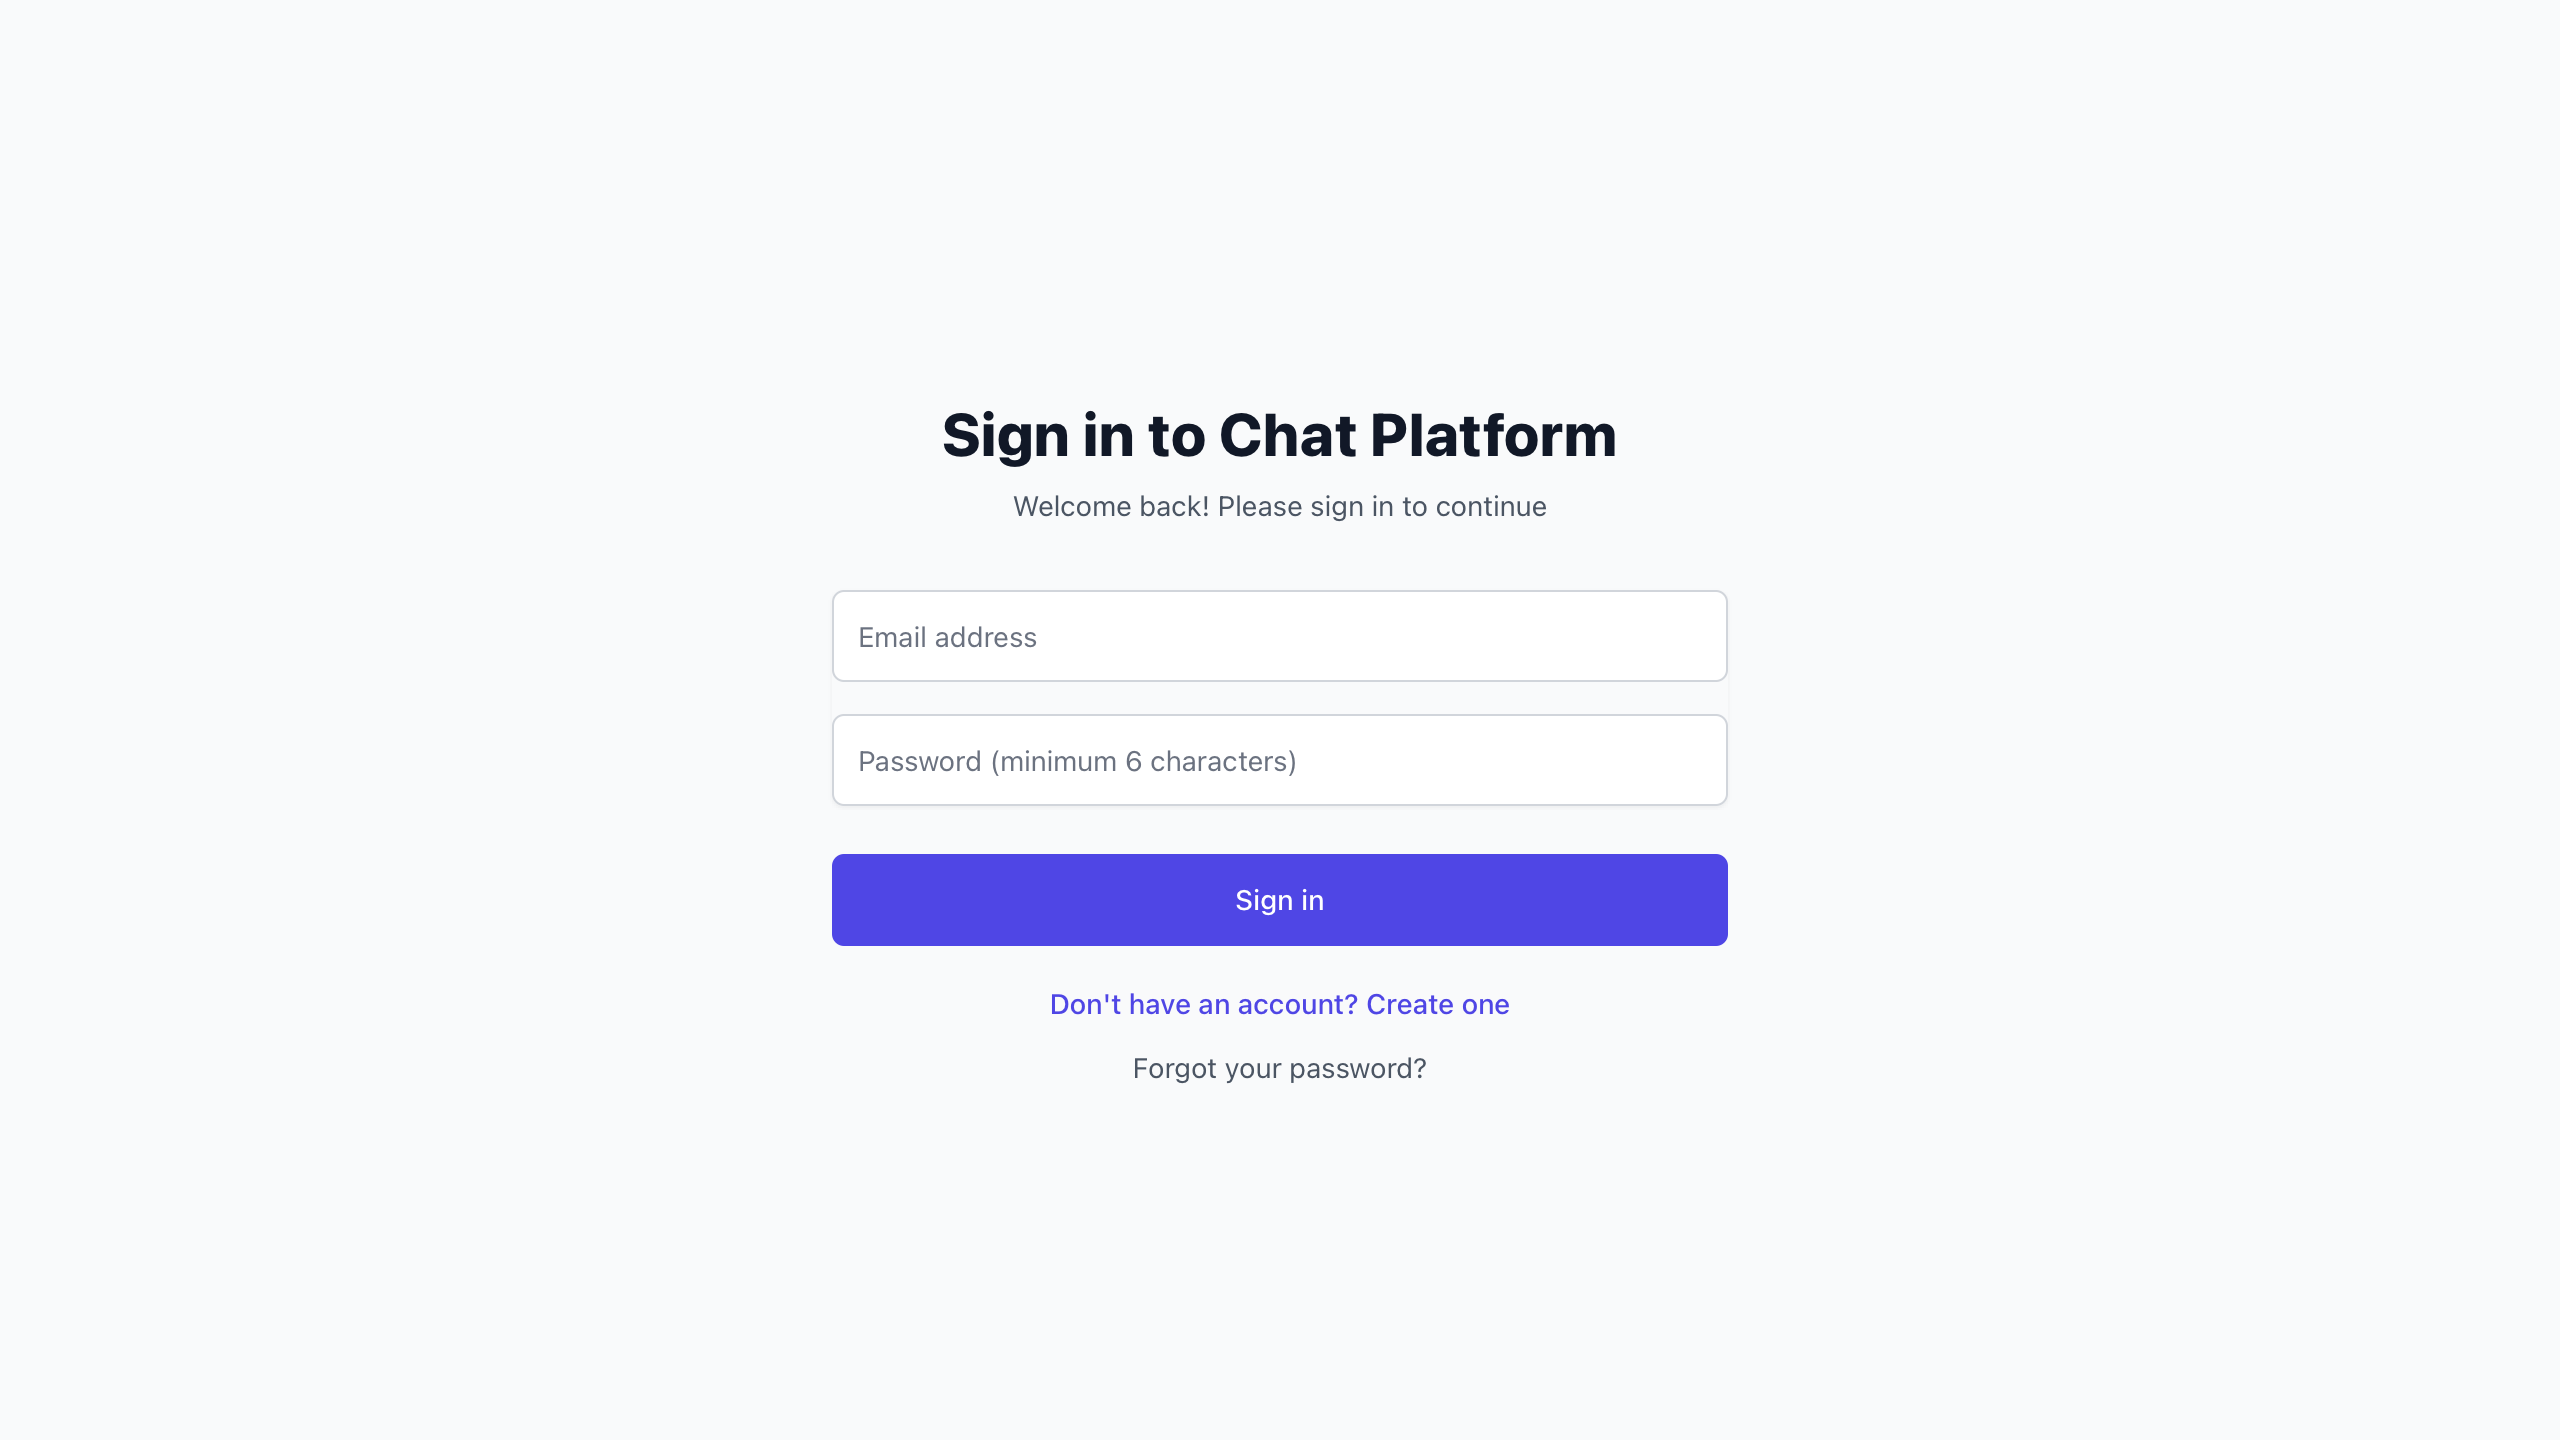 Sign in to Chat Platform
Welcome back! Please sign in to continue
Email address
Password (minimum 6 characters)
Sign in
Don't have an account? Create one
Forgot your password?